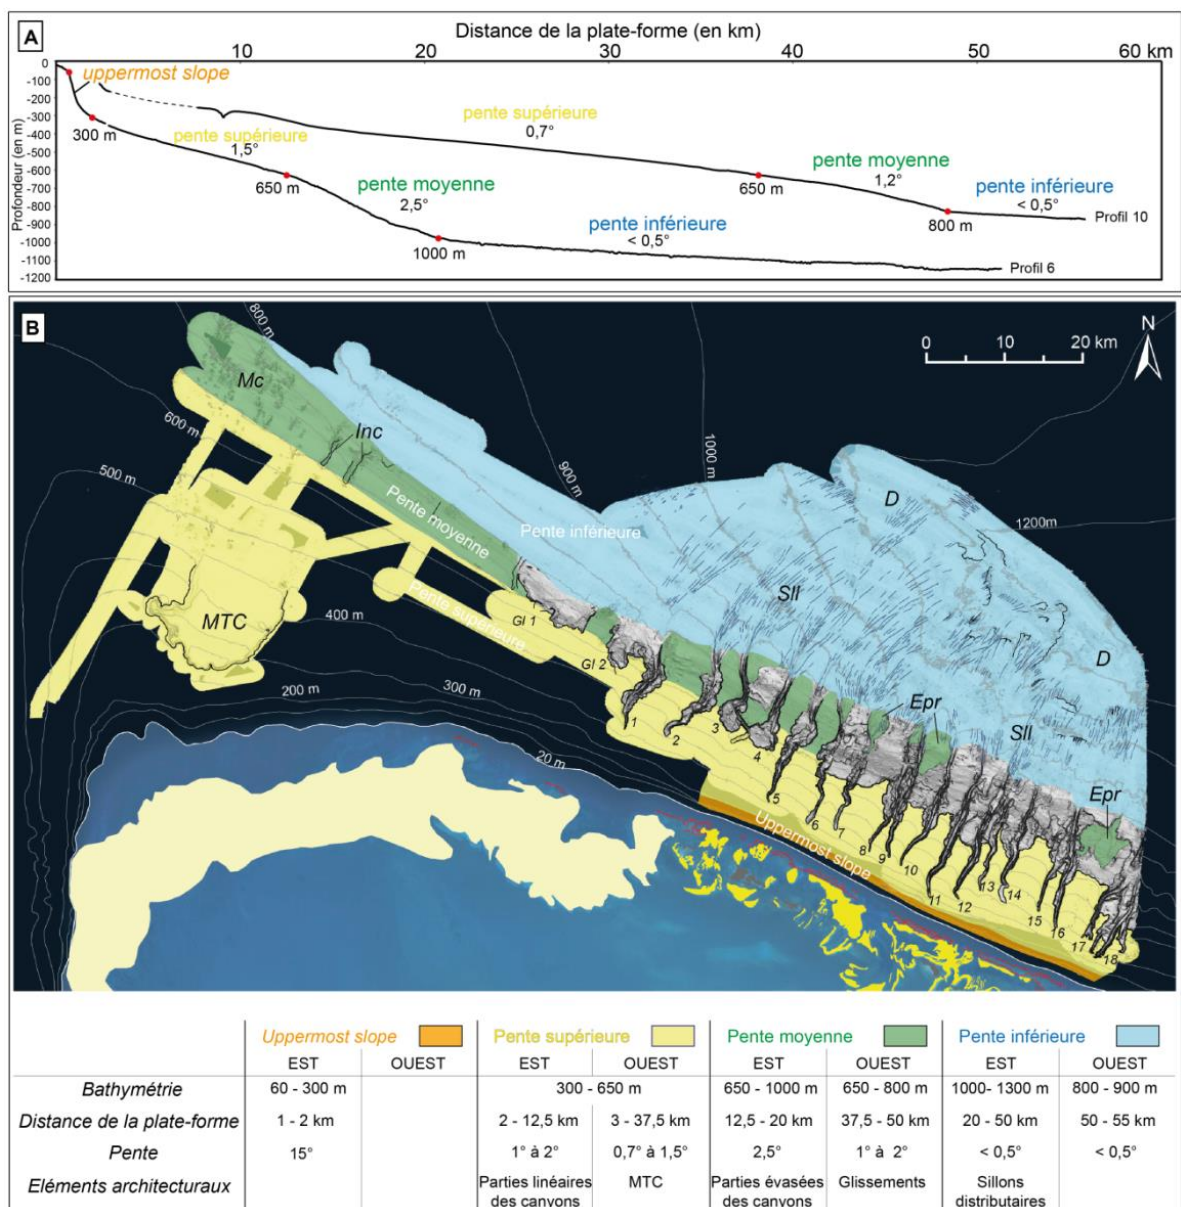 A
Distance de la plate-forme (en km)
10 20 30 40 50 60 km
Profondeur (en m)
0
-100
-200
-300
-400
-500
-600
-700
-800
-900
-1000
-1100
-1200
uppermost slope
300 m
pente supérieure
1,5°
650 m
pente moyenne
2,5°
1000 m
pente inférieure
< 0,5°
Profil 6
pente supérieure
0,7°
650 m
pente moyenne
1,2°
800 m
pente inférieure
< 0,5°
Profil 10
B
800 m
N
0 10 20 km
Mc
600 m
Inc
1000 m
500 m
900 m
D
1200m
Pente moyenne
Pente inférieure
Sll
MTC
400 m
Pente supérieure
Gl 1
Gl 2
D
200 m
300 m
20 m
Epr
Sll
Epr
Uppermost slope
1
2
3
4
5
6
7
8
9
10
11
12
13
14
15
16
17
18
Uppermost slope Pente supérieure Pente moyenne Pente inférieure
EST OUEST EST OUEST EST OUEST EST OUEST
Bathymétrie 60 - 300 m 300 - 650 m 650 - 1000 m 650 - 800 m 1000- 1300 m 800 - 900 m
Distance de la plate-forme 1 - 2 km 2 - 12,5 km 3 - 37,5 km 12,5 - 20 km 37,5 - 50 km 20 - 50 km 50 - 55 km
Pente 15° 1° à 2° 0,7° à 1,5° 2,5° 1° à 2° < 0,5° < 0,5°
Eléments architecturaux Parties linéaires MTC Parties évasées Glissements Sillons
des canyons des canyons distributaires